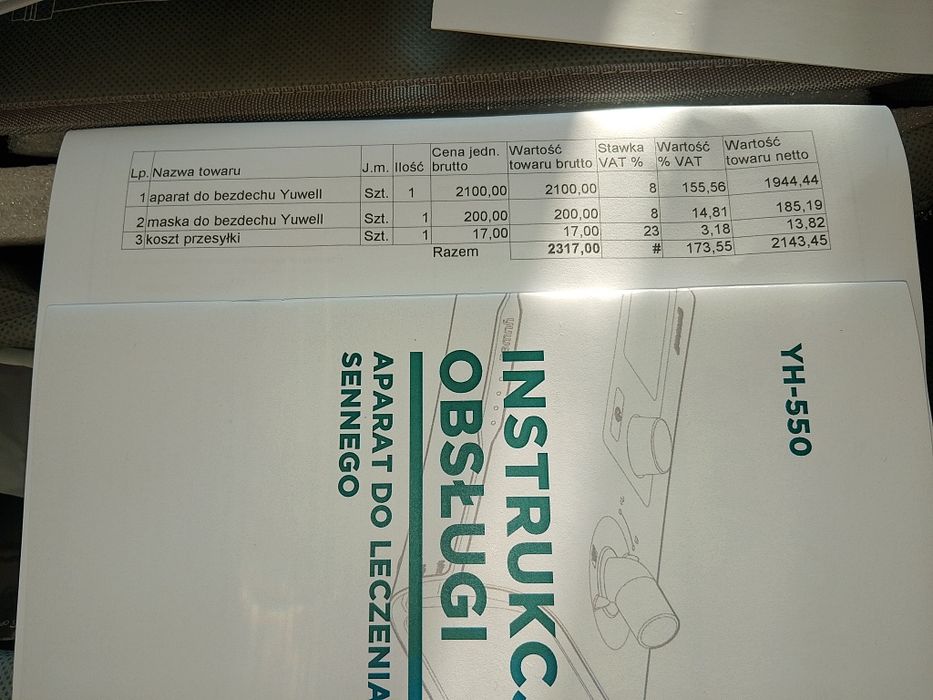 Lp. Nazwa towaru J.m. Ilość Cena jedn. brutto Wartość towaru brutto Stawka VAT % Wartość % VAT Wartość towaru netto
1 aparat do bezdechu Yuwell Szt. 1 2100,00 2100,00 8 155,56 1944,44
2 maska do bezdechu Yuwell Szt. 1 200,00 200,00 8 14,81 185,19
3 koszt przesyłki Szt. 1 17,00 17,00 23 3,18 13,82
Razem 2317,00 # 173,55 2143,45
YH-550
INSTRUKC
OBSŁUGI
APARAT DO LECZENIA
SENNEGO